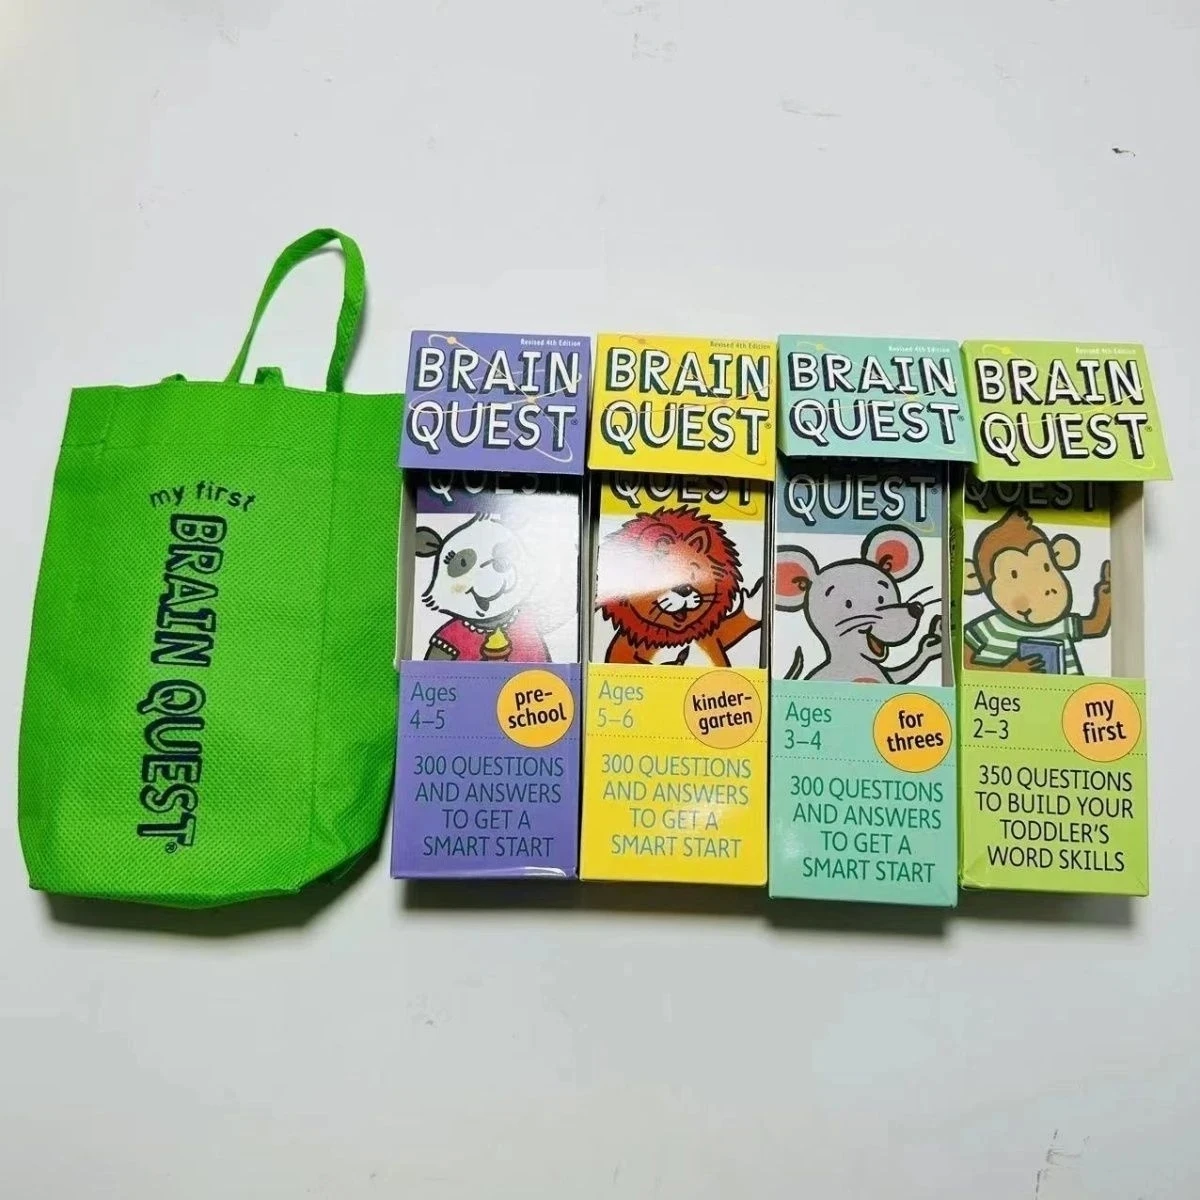 my first
BRAIN QUEST®
Revised 4th Edition
BRAIN
QUEST®
QUEST
Ages
4–5
pre-
school
300 QUESTIONS
AND ANSWERS
TO GET A
SMART START
Revised 4th Edition
BRAIN
QUEST®
QUEST
Ages
5–6
kinder-
garten
300 QUESTIONS
AND ANSWERS
TO GET A
SMART START
Revised 4th Edition
BRAIN
QUEST®
QUEST®
Ages
3–4
for
threes
300 QUESTIONS
AND ANSWERS
TO GET A
SMART START
Revised 4th Edition
BRAIN
QUEST®
QUEST
Ages
2–3
my
first
350 QUESTIONS
TO BUILD YOUR
TODDLER'S
WORD SKILLS